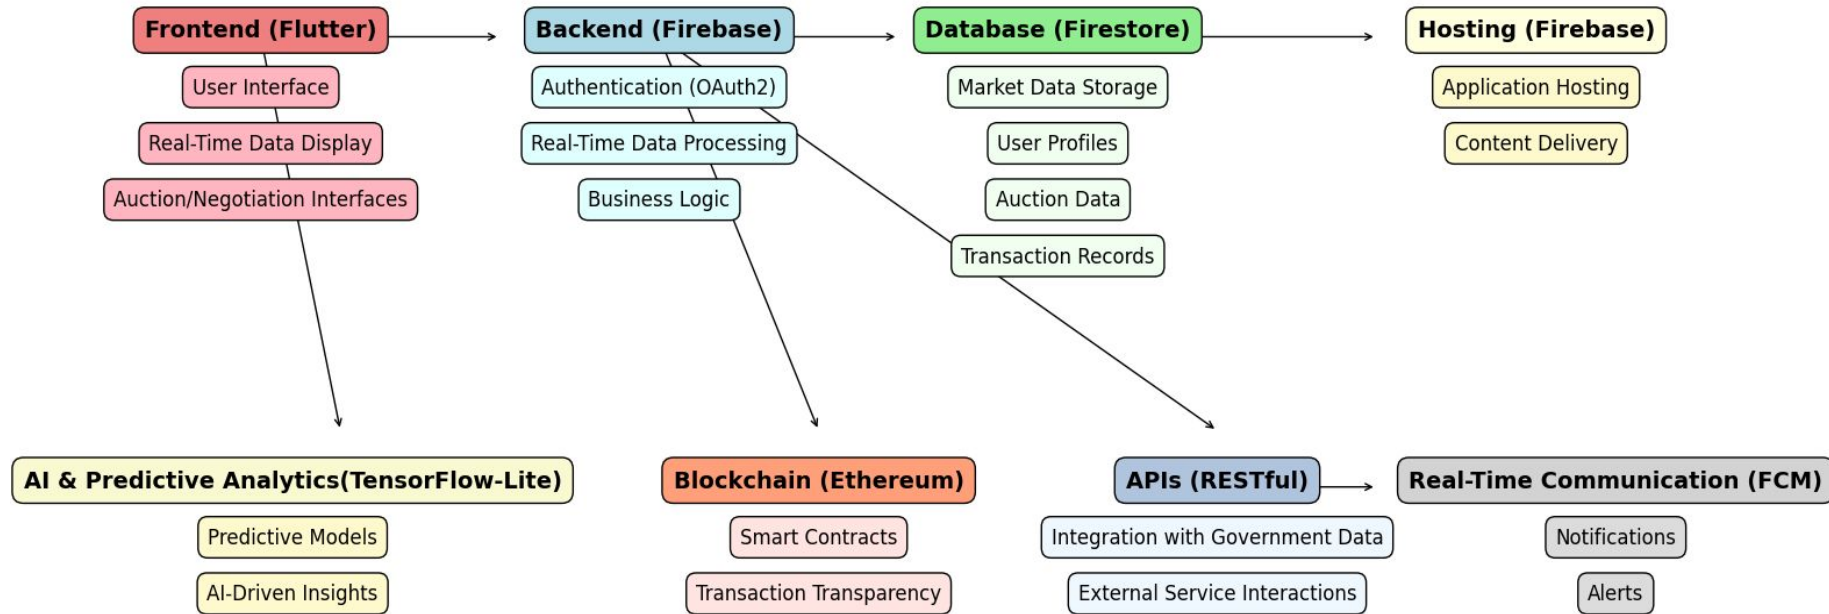 Frontend (Flutter)
User Interface
Real-Time Data Display
Auction/Negotiation Interfaces
Backend (Firebase)
Authentication (OAuth2)
Real-Time Data Processing
Business Logic
Database (Firestore)
Market Data Storage
User Profiles
Auction Data
Transaction Records
Hosting (Firebase)
Application Hosting
Content Delivery
AI & Predictive Analytics(TensorFlow-Lite)
Predictive Models
AI-Driven Insights
Blockchain (Ethereum)
Smart Contracts
Transaction Transparency
APIs (RESTful)
Integration with Government Data
External Service Interactions
Real-Time Communication (FCM)
Notifications
Alerts